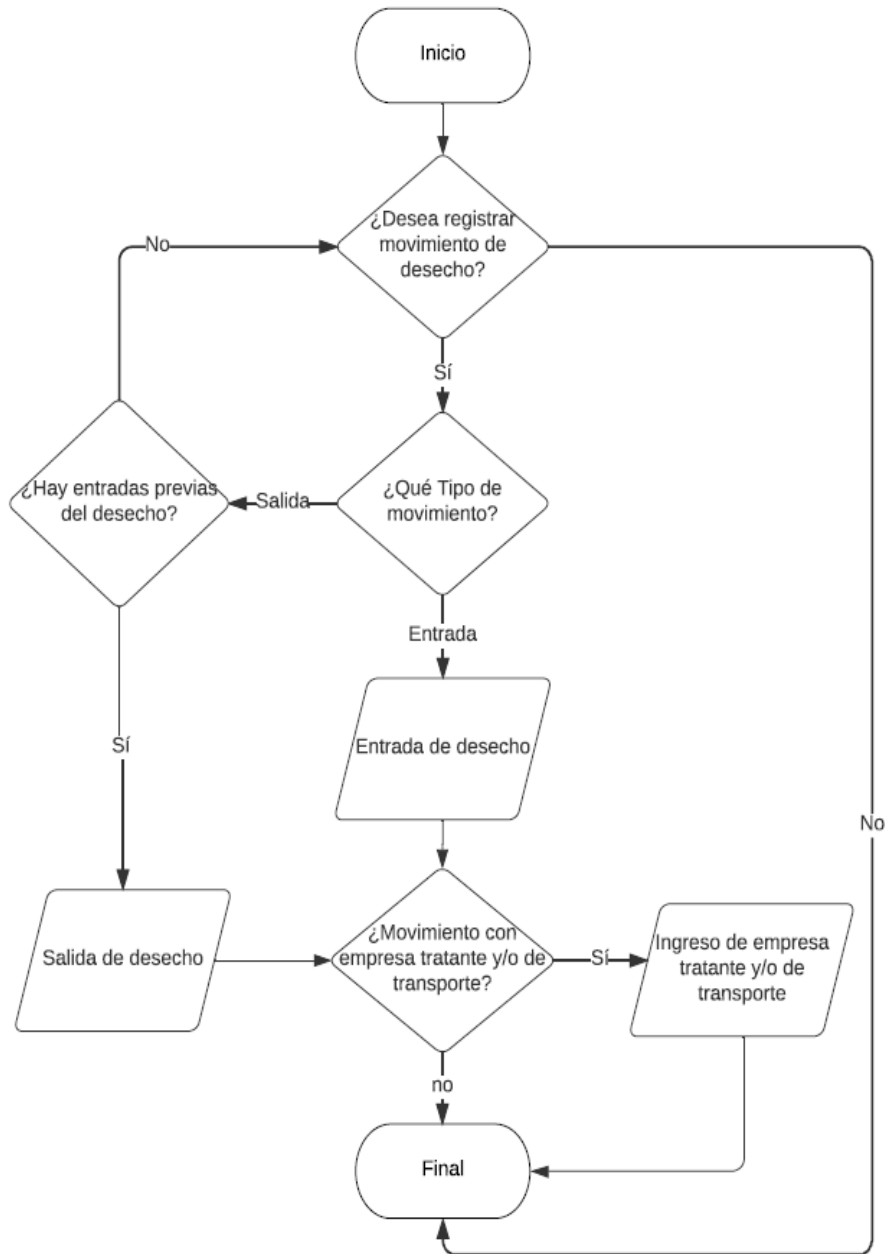 Inicio
¿Desea registrar
movimiento de
desecho?
No
Sí
¿Hay entradas previas
del desecho?
Salida
¿Qué Tipo de
movimiento?
Entrada
Entrada de desecho
Sí
No
Salida de desecho
¿Movimiento con
empresa tratante y/o de
transporte?
Sí
Ingreso de empresa
tratante y/o de
transporte
no
Final